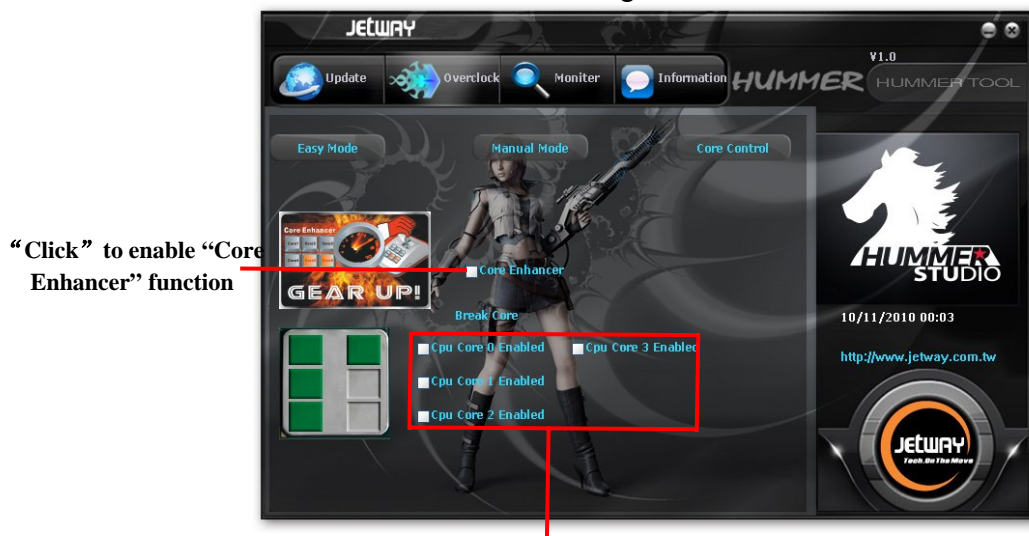 JETWAY
V1.0
Update
Overclock
Moniter
Information
HUMMER
HUMMER TOOL
Easy Mode
Manual Mode
Core Control
Core Enhancer
GEAR UP!
“Click” to enable “Core
Enhancer” function
Core Enhancer
Break Core
Cpu Core 0 Enabled
Cpu Core 3 Enabled
Cpu Core 1 Enabled
Cpu Core 2 Enabled
HUMMER
STUDIO
10/11/2010 00:03
http://www.jetway.com.tw
JETWAY
Tech.On The Move